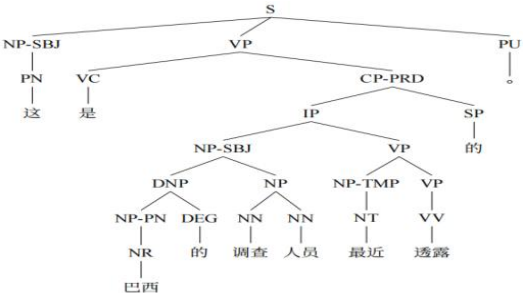 S
NP-SBJ VP PU
PN VC CP-PRD 。
这 是 IP SP
NP-SBJ VP 的
DNP NP NP-TMP VP
NP-PN DEG NN NN NT VV
NR 的 调查 人员 最近 透露
巴西